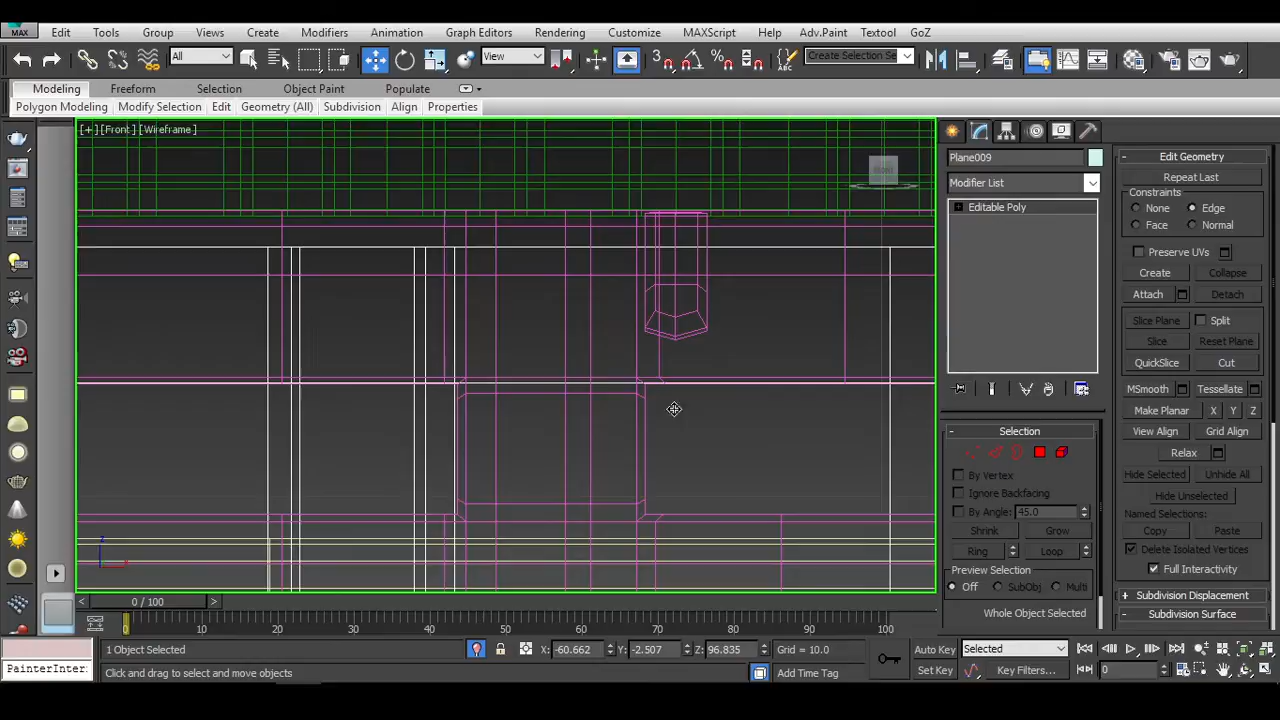 MAX Edit Tools Group Views Create Modifiers Animation Graph Editors Rendering Customize MAXScript Help Adv.Paint Textool GoZ
All View 3 Create Selection Se
Modeling Freeform Selection Object Paint Populate
Polygon Modeling Modify Selection Edit Geometry (All) Subdivision Align Properties
[+] [Front] [Wireframe]
Plane009
Modifier List
Editable Poly
Selection
By Vertex
Ignore Backfacing
By Angle: 45.0
Shrink Grow
Ring Loop
Preview Selection
Off SubObj Multi
Whole Object Selected
Edit Geometry
Repeat Last
Constraints
None Edge
Face Normal
Preserve UVs
Create Collapse
Attach Detach
Slice Plane Split
Slice Reset Plane
QuickSlice Cut
MSmooth Tessellate
Make Planar X Y Z
View Align Grid Align
Relax
Hide Selected Unhide All
Hide Unselected
Named Selections:
Copy Paste
Delete Isolated Vertices
Full Interactivity
Subdivision Displacement
Subdivision Surface
z
< 0 / 100 >
0 10 20 30 40 50 60 70 80 90 100
1 Object Selected X: -60.662 Y: -2.507 Z: 96.835 Grid = 10.0 Auto Key Selected
PainterInter Click and drag to select and move objects Add Time Tag Set Key Key Filters... 0